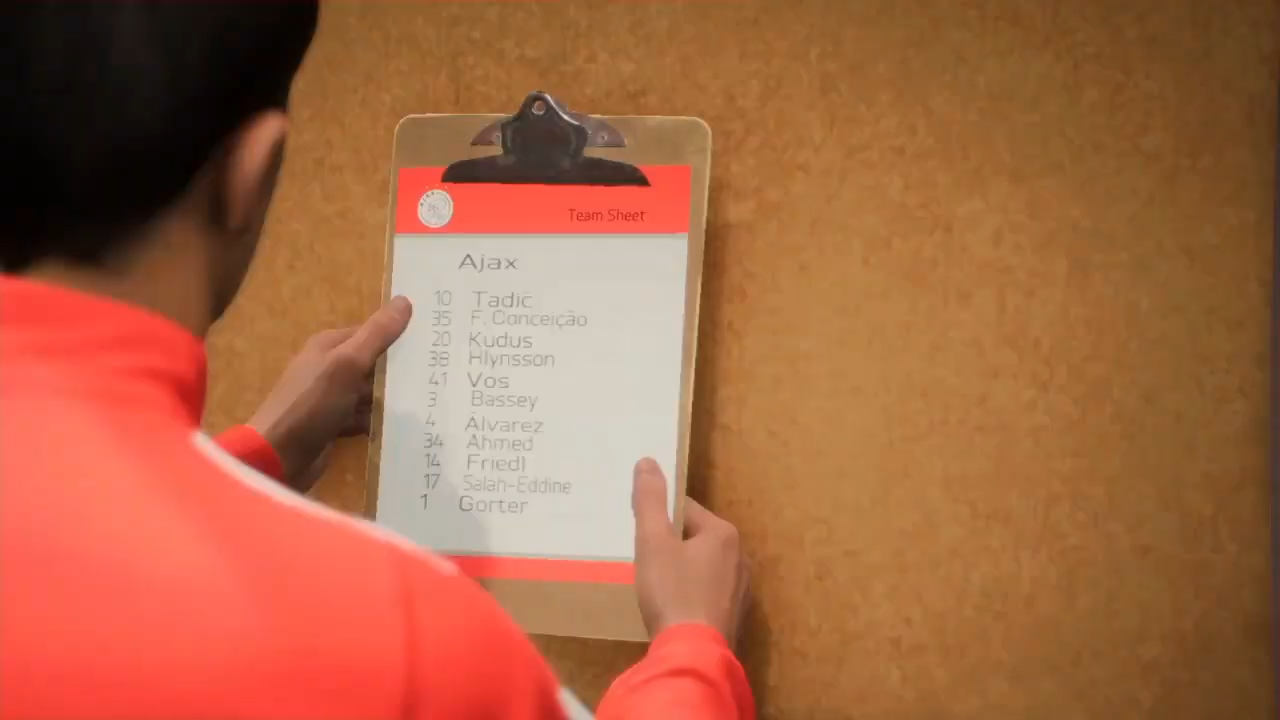 Team Sheet
Ajax
10 Tadić
35 F. Conceição
20 Kudus
38 Hlynsson
41 Vos
3 Bassey
4 Álvarez
34 Ahmed
14 Friedl
17 Salah-Eddine
1 Gorter